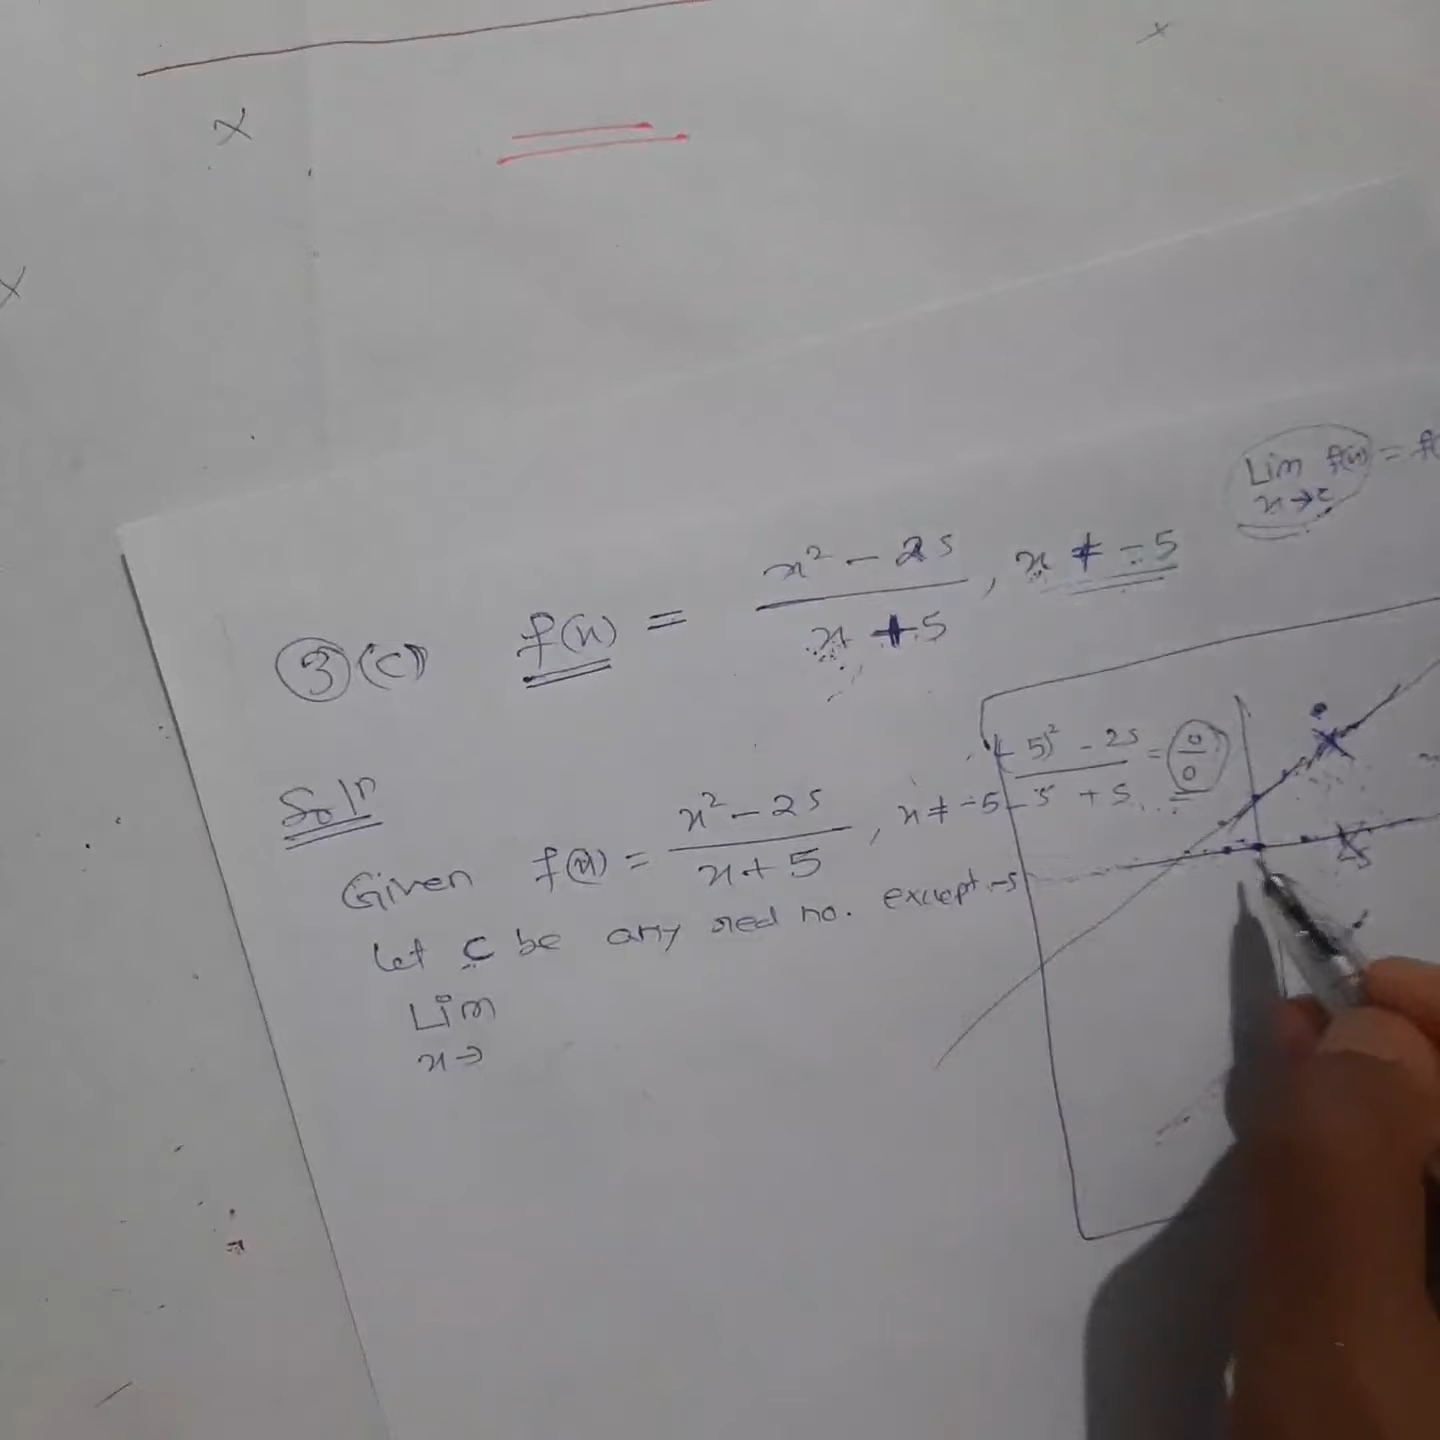 x
x
x
Lim f(x) = f(
x→c
③(c) f(x) = x² - 25 / x + 5 , x ≠ -5
Soln
(-5)² - 25 / -5 + 5 = 0/0
Given f(x) = x² - 25 / x + 5 , x ≠ -5
Let c be any real no. except -5
Lim
x→